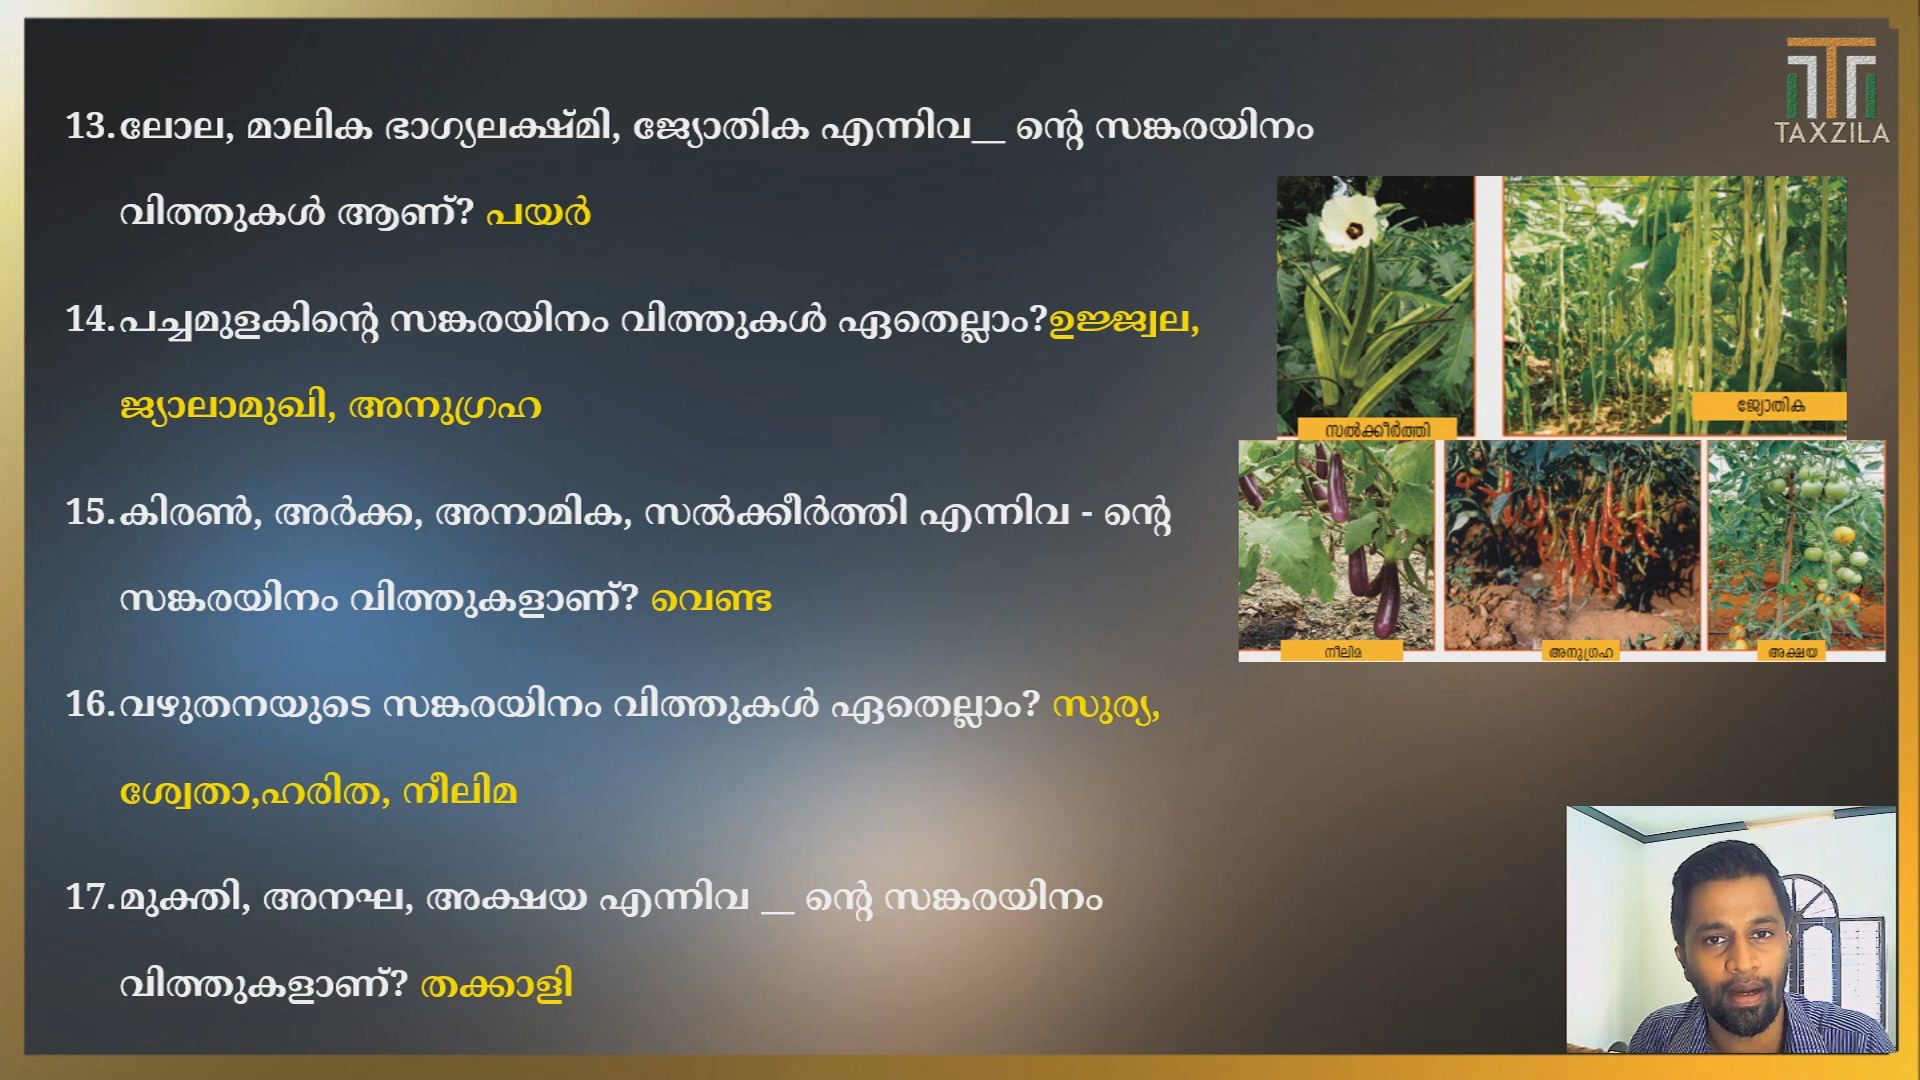 TAXZILA
13. ലോല, മാലിക ഭാഗ്യലക്ഷ്മി, ജ്യോതിക എന്നിവ__ ന്റെ സങ്കരയിനം
വിത്തുകൾ ആണ്? പയർ
14. പച്ചമുളകിന്റെ സങ്കരയിനം വിത്തുകൾ ഏതെല്ലാം?ഉജ്ജ്വല,
ജ്യാലാമുഖി, അനുഗ്രഹ
15. കിരൺ, അർക്ക, അനാമിക, സൽക്കീർത്തി എന്നിവ - ന്റെ
സങ്കരയിനം വിത്തുകളാണ്? വെണ്ട
16. വഴുതനയുടെ സങ്കരയിനം വിത്തുകൾ ഏതെല്ലാം? സുര്യ,
ശ്വേതാ,ഹരിത, നീലിമ
17. മുക്തി, അനഘ, അക്ഷയ എന്നിവ __ ന്റെ സങ്കരയിനം
വിത്തുകളാണ്? തക്കാളി
സൽക്കീർത്തി
ജ്യോതിക
നീലിമ
അനുഗ്രഹ
അക്ഷയ